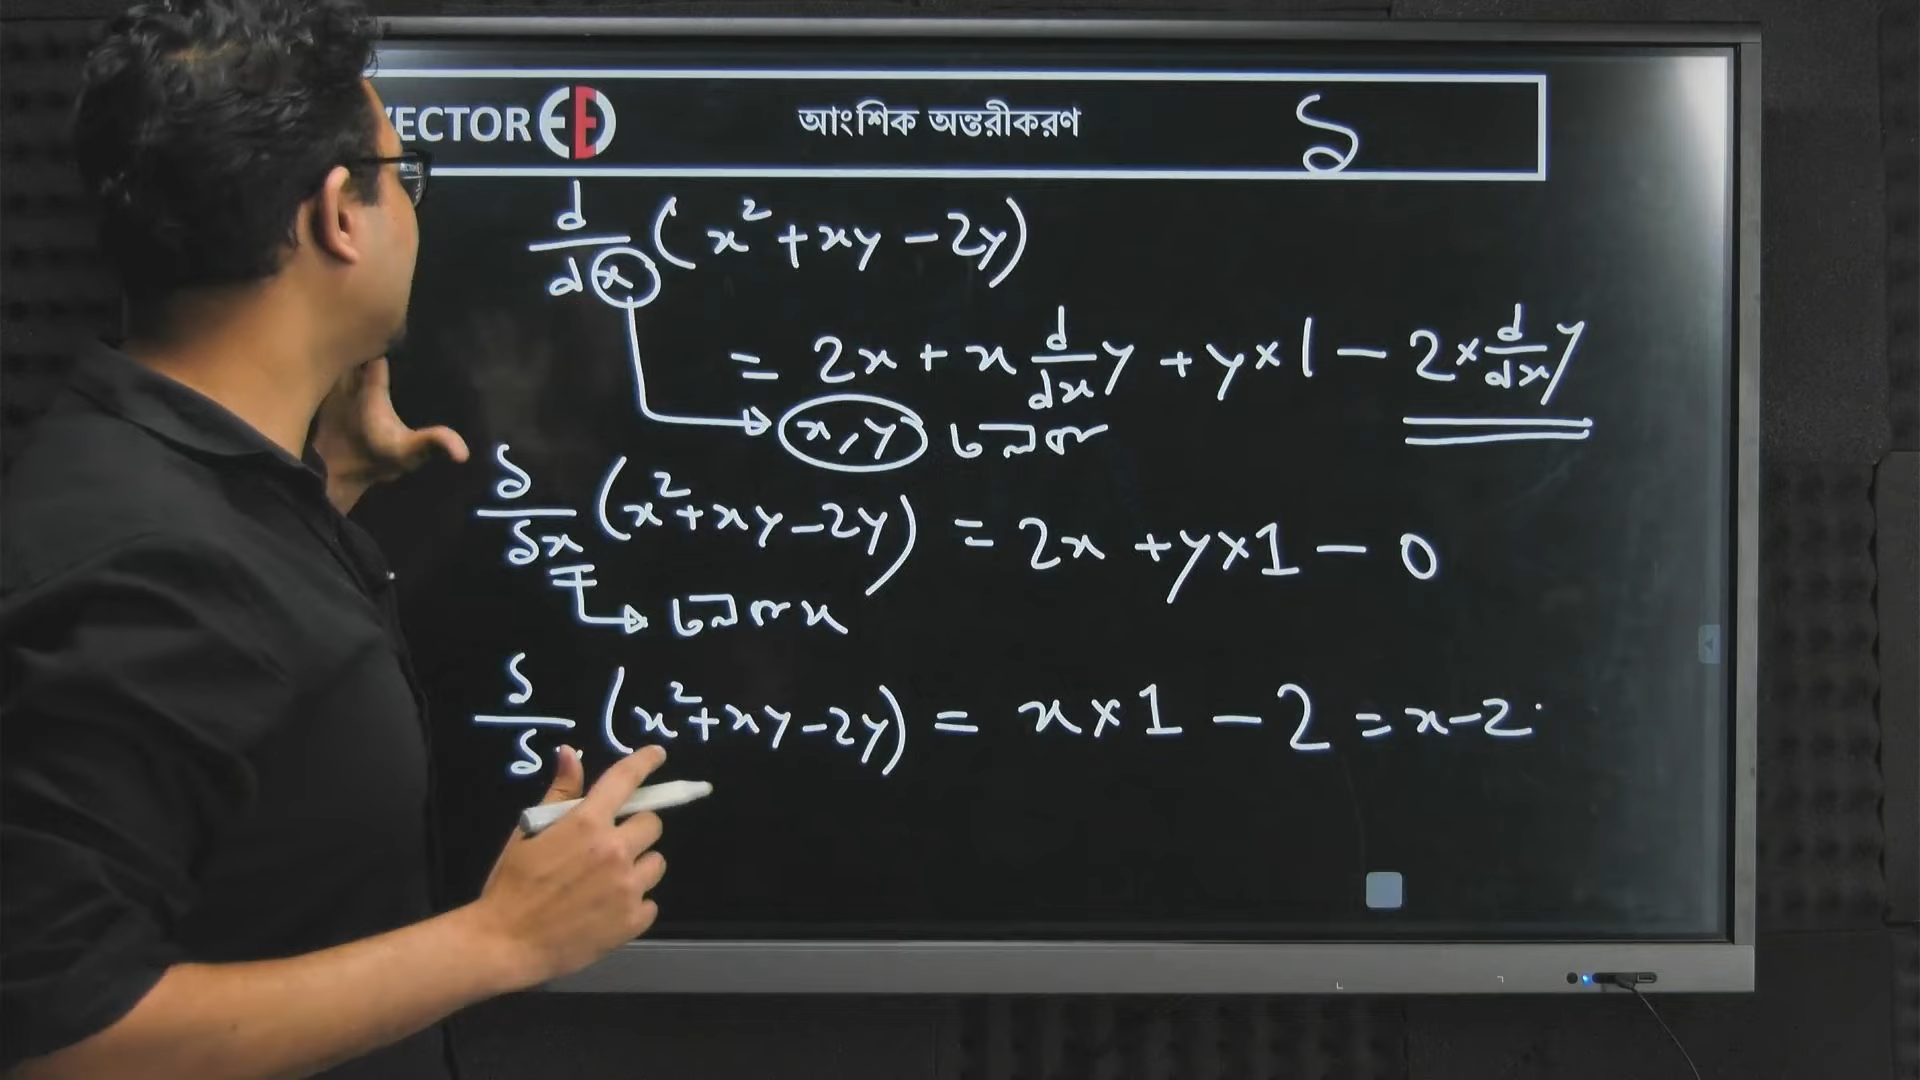 VECTOR
আংশিক অন্তরীকরণ δ
d/dx (x² + xy - 2y)
= 2x + x d/dx y + y × 1 - 2 × d/dx y
x, y চলক
δ/δx (x² + xy - 2y) = 2x + y × 1 - 0
চলক x
δ/δ (x² + xy - 2y) = x × 1 - 2 = x - 2.